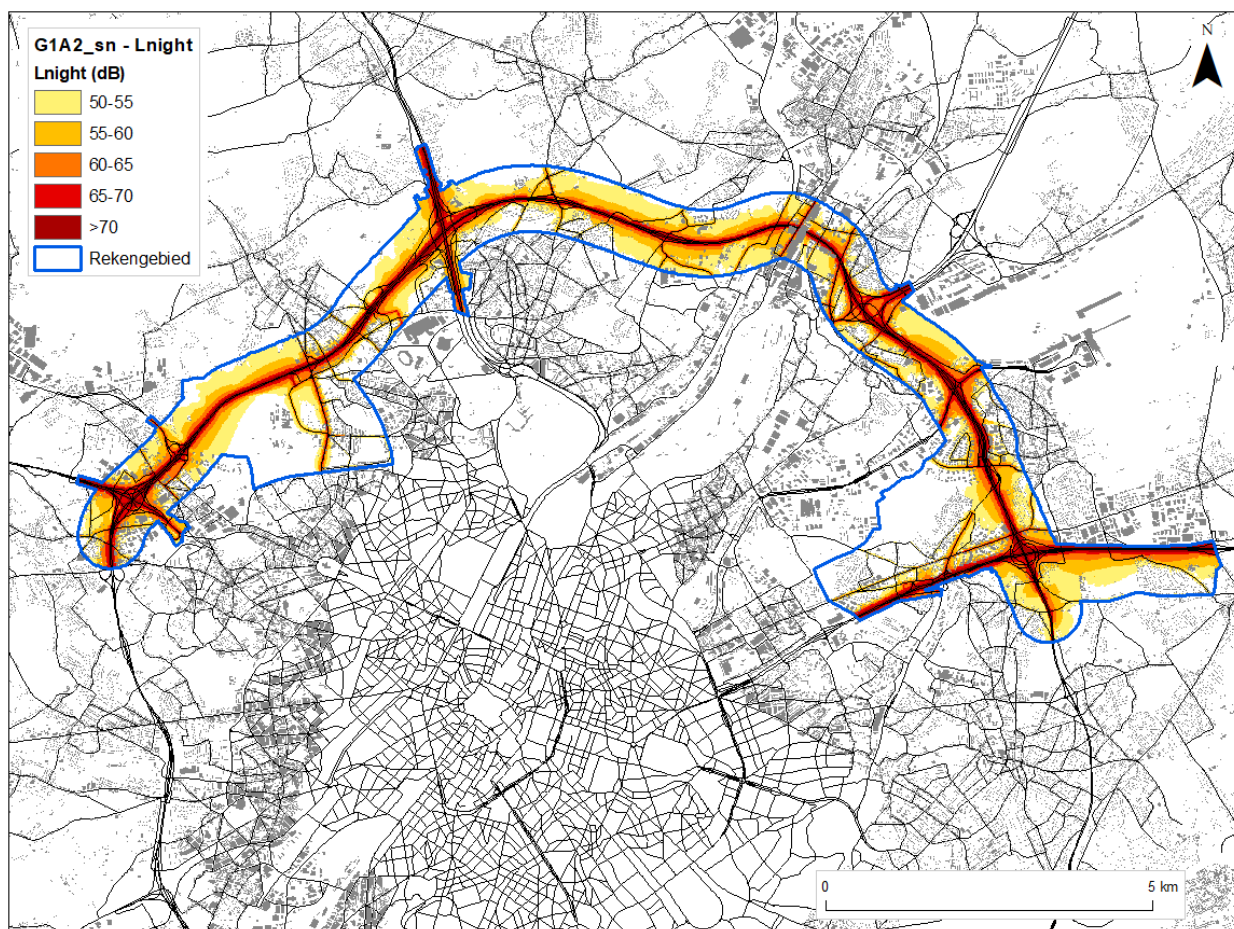 G1A2_sn - Lnight
Lnight (dB)
50-55
55-60
60-65
65-70
>70
Rekengebied
N
0
5 km